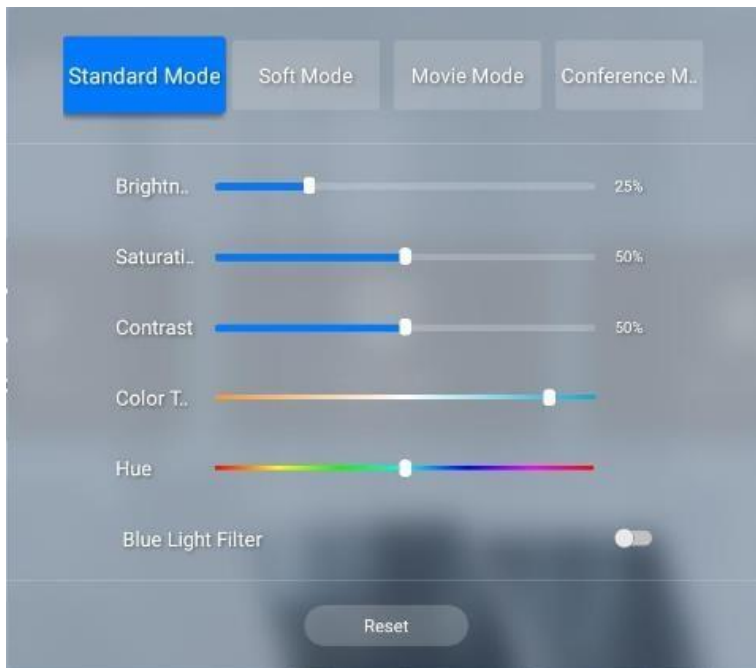 Standard Mode Soft Mode Movie Mode Conference M..
Brightn.. 25%
Saturati.. 50%
Contrast 50%
Color T..
Hue
Blue Light Filter
Reset